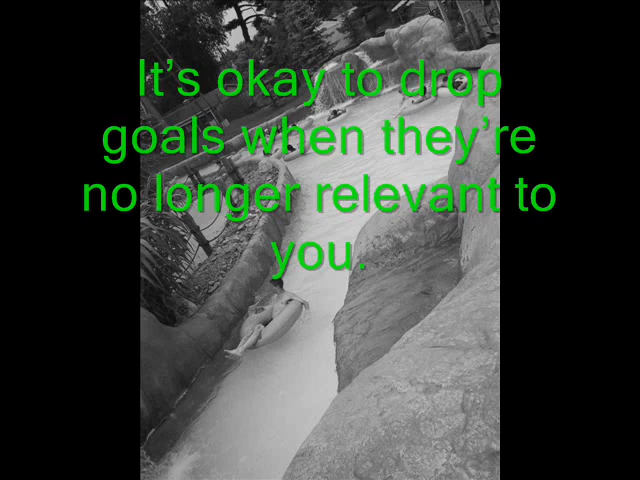 It’s okay to drop
goals when they’re
no longer relevant to
you.